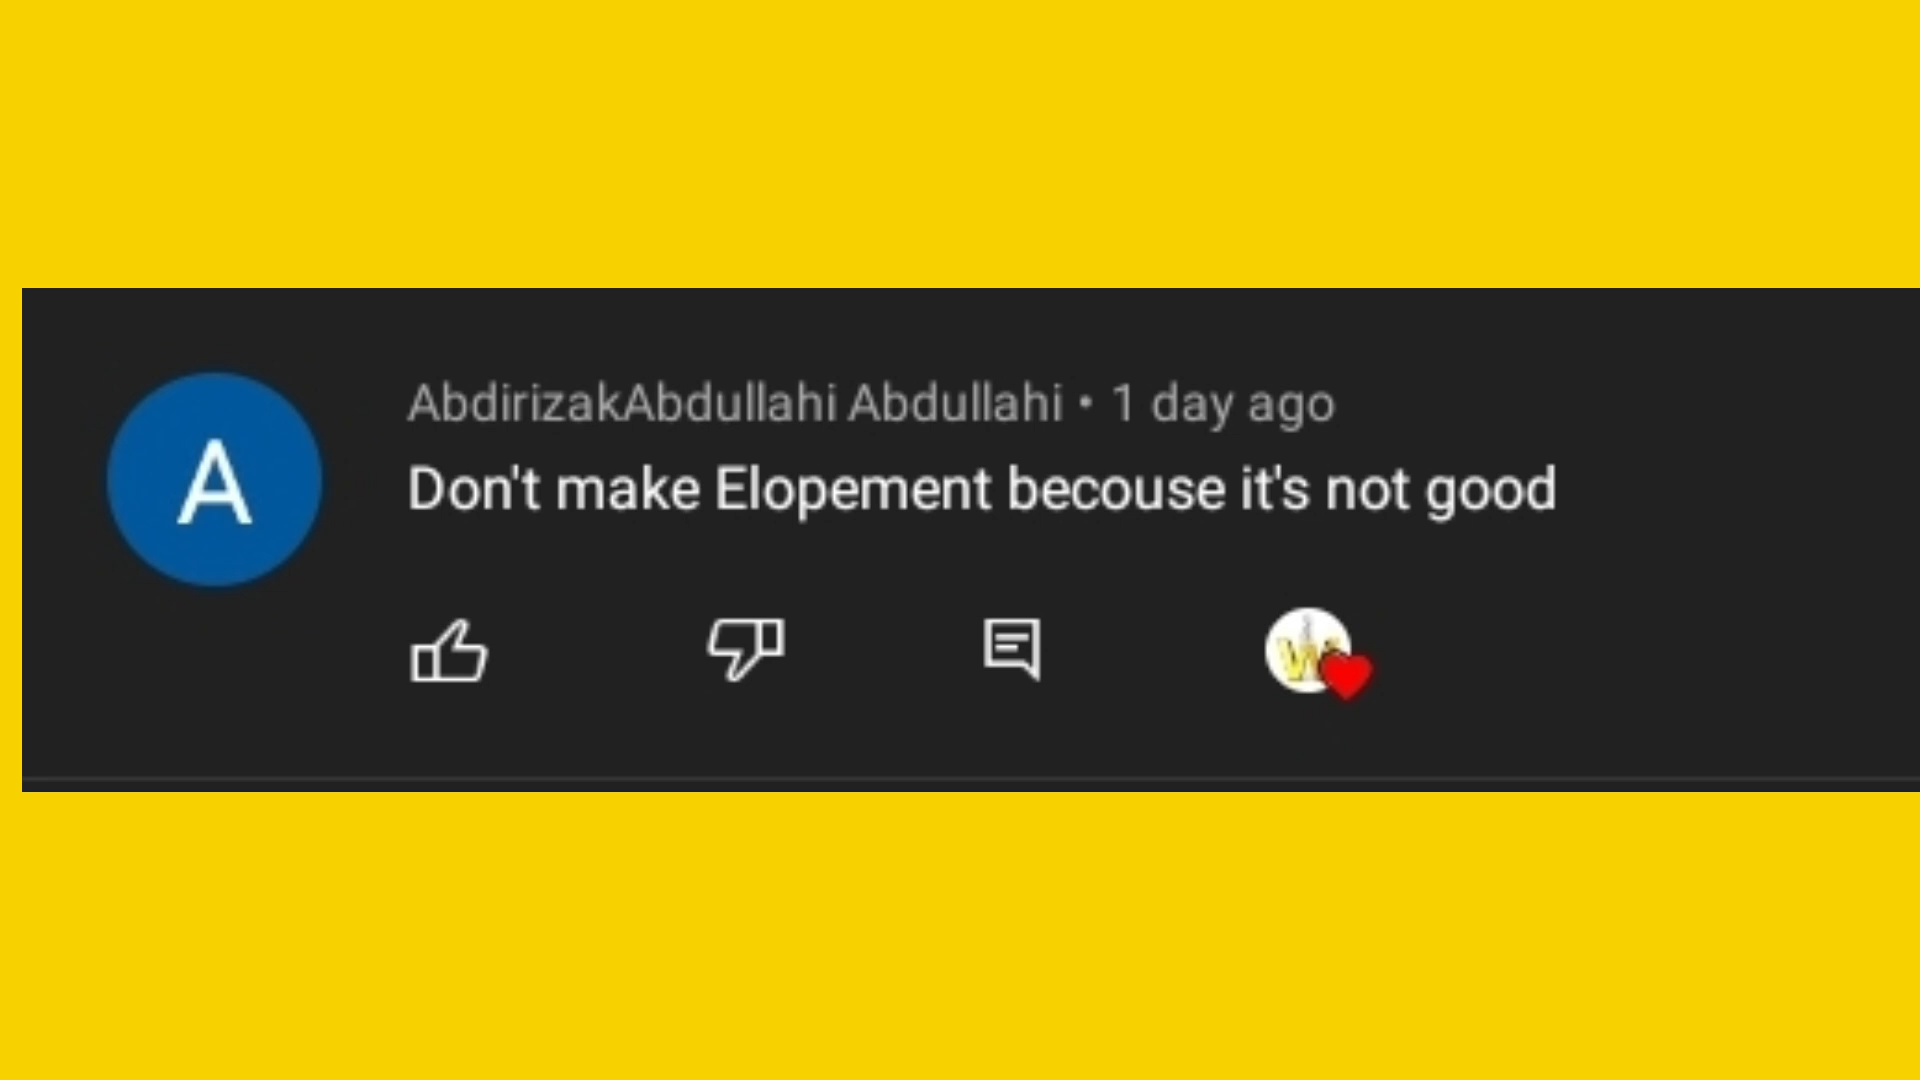 A
AbdirizakAbdullahi Abdullahi • 1 day ago
Don't make Elopement becouse it's not good